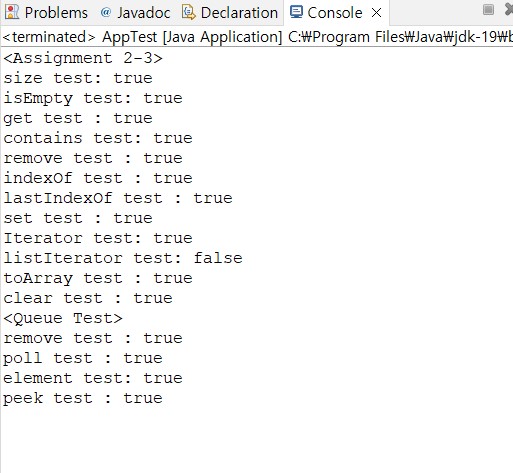 Problems @ Javadoc Declaration Console
<terminated> AppTest [Java Application] C:₩Program Files₩Java₩jdk-19₩b
<Assignment 2-3>
size test: true
isEmpty test: true
get test : true
contains test: true
remove test : true
indexOf test : true
lastIndexOf test : true
set test : true
Iterator test: true
listIterator test: false
toArray test : true
clear test : true
<Queue Test>
remove test : true
poll test : true
element test: true
peek test : true